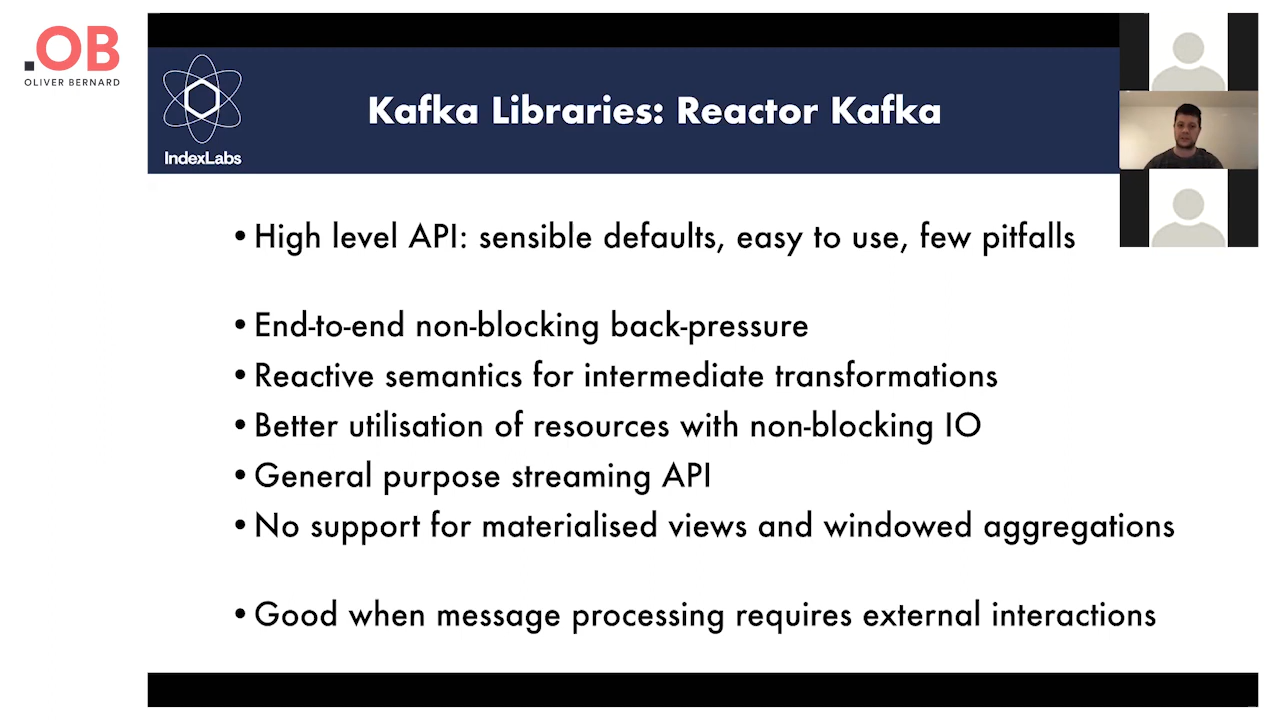 .OB
OLIVER BERNARD
IndexLabs
Kafka Libraries: Reactor Kafka
• High level API: sensible defaults, easy to use, few pitfalls
• End-to-end non-blocking back-pressure
• Reactive semantics for intermediate transformations
• Better utilisation of resources with non-blocking IO
• General purpose streaming API
• No support for materialised views and windowed aggregations
• Good when message processing requires external interactions